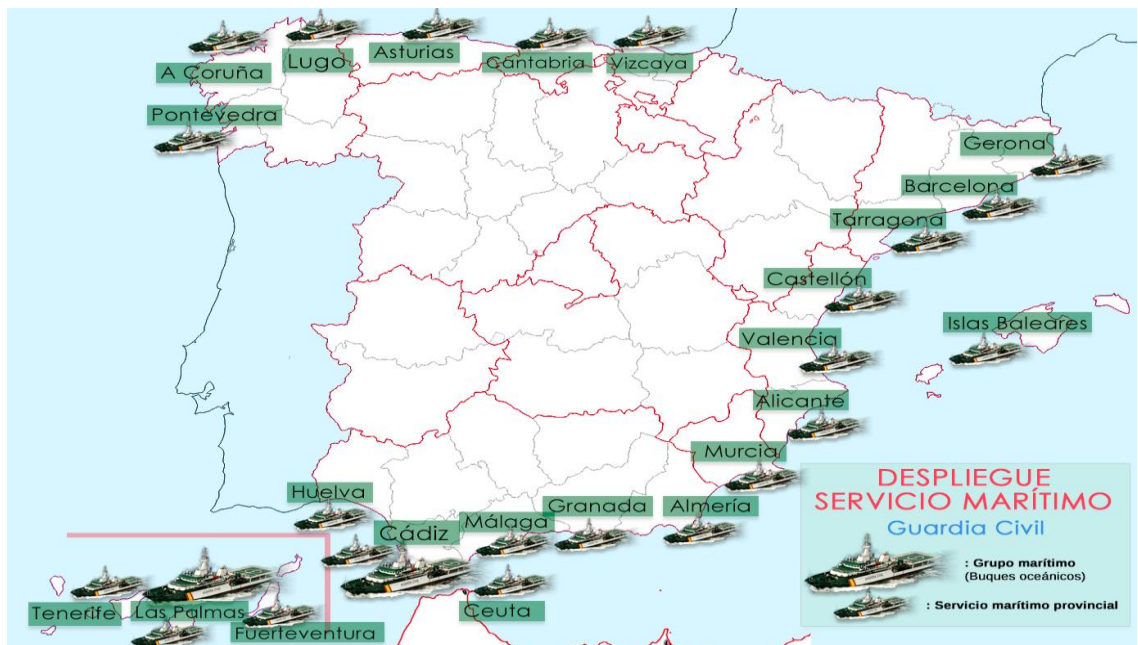 A Coruña
Lugo
Asturias
Cantabria
Vizcaya
Pontevedra
Gerona
Barcelona
Tarragona
Castellón
Islas Baleares
Valencia
Alicante
Murcia
Huelva
Cádiz
Málaga
Granada
Almería
Tenerife
Las Palmas
Fuerteventura
Ceuta
DESPLIEGUE
SERVICIO MARÍTIMO
Guardia Civil
: Grupo marítimo
(Buques oceánicos)
: Servicio marítimo provincial